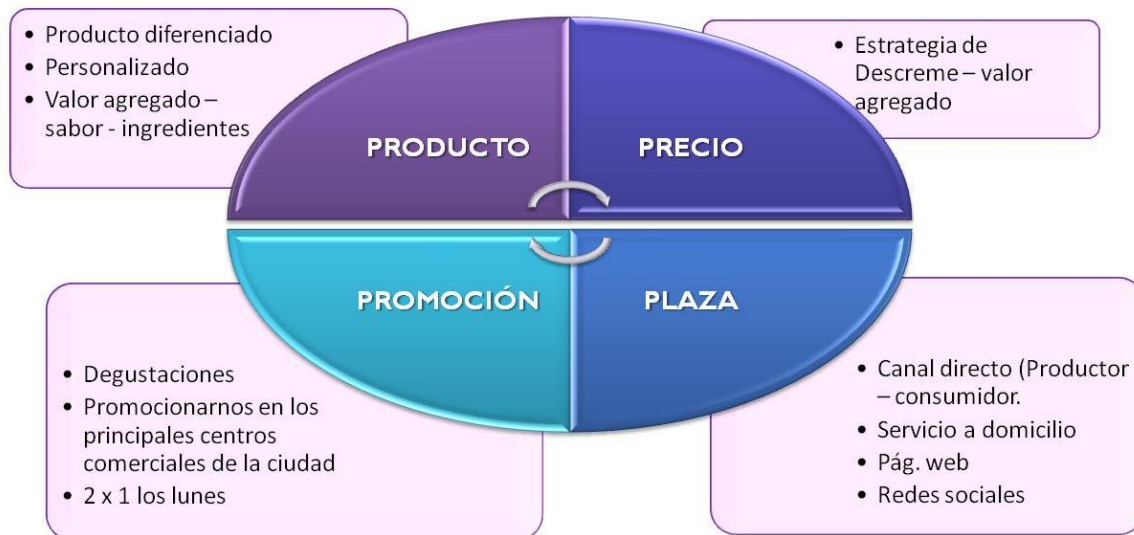 • Producto diferenciado
• Personalizado
• Valor agregado –
sabor - ingredientes
PRODUCTO
PRECIO
• Estrategia de
Descreme – valor
agregado
PROMOCIÓN
PLAZA
• Degustaciones
• Promocionarnos en los
principales centros
comerciales de la ciudad
• 2 x 1 los lunes
• Canal directo (Productor
– consumidor.
• Servicio a domicilio
• Pág. web
• Redes sociales